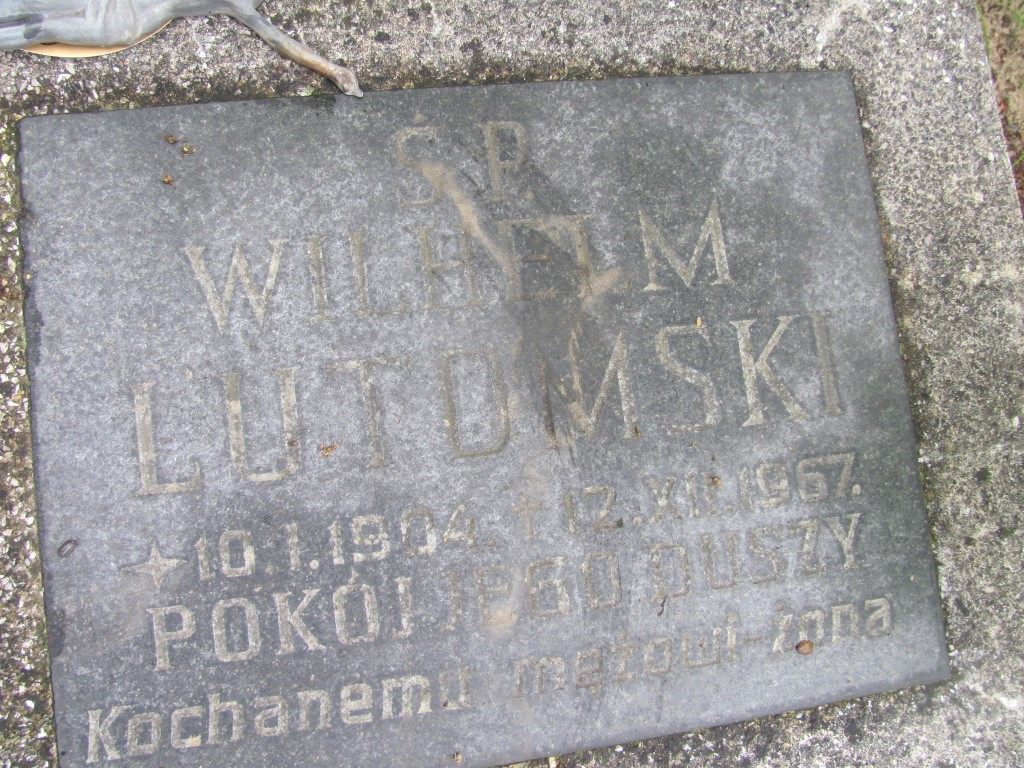 Ś.P.
WILHELM
LUTOMSKI
10.1.1904. † 12.XII.1967.
POKÓJ JEGO DUSZY
Kochanemu mężowi-żona